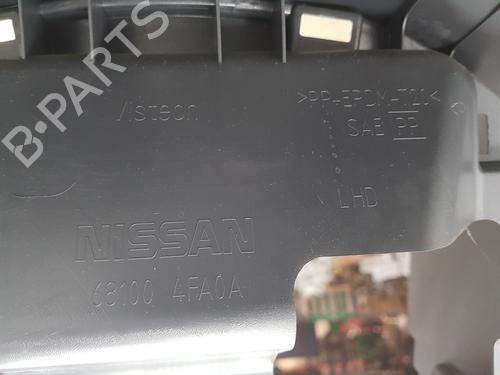 B-PARTS
Visteon
>PP+EPDM-T20<
SAE PP
LHD
NISSAN
68100 4FA0A